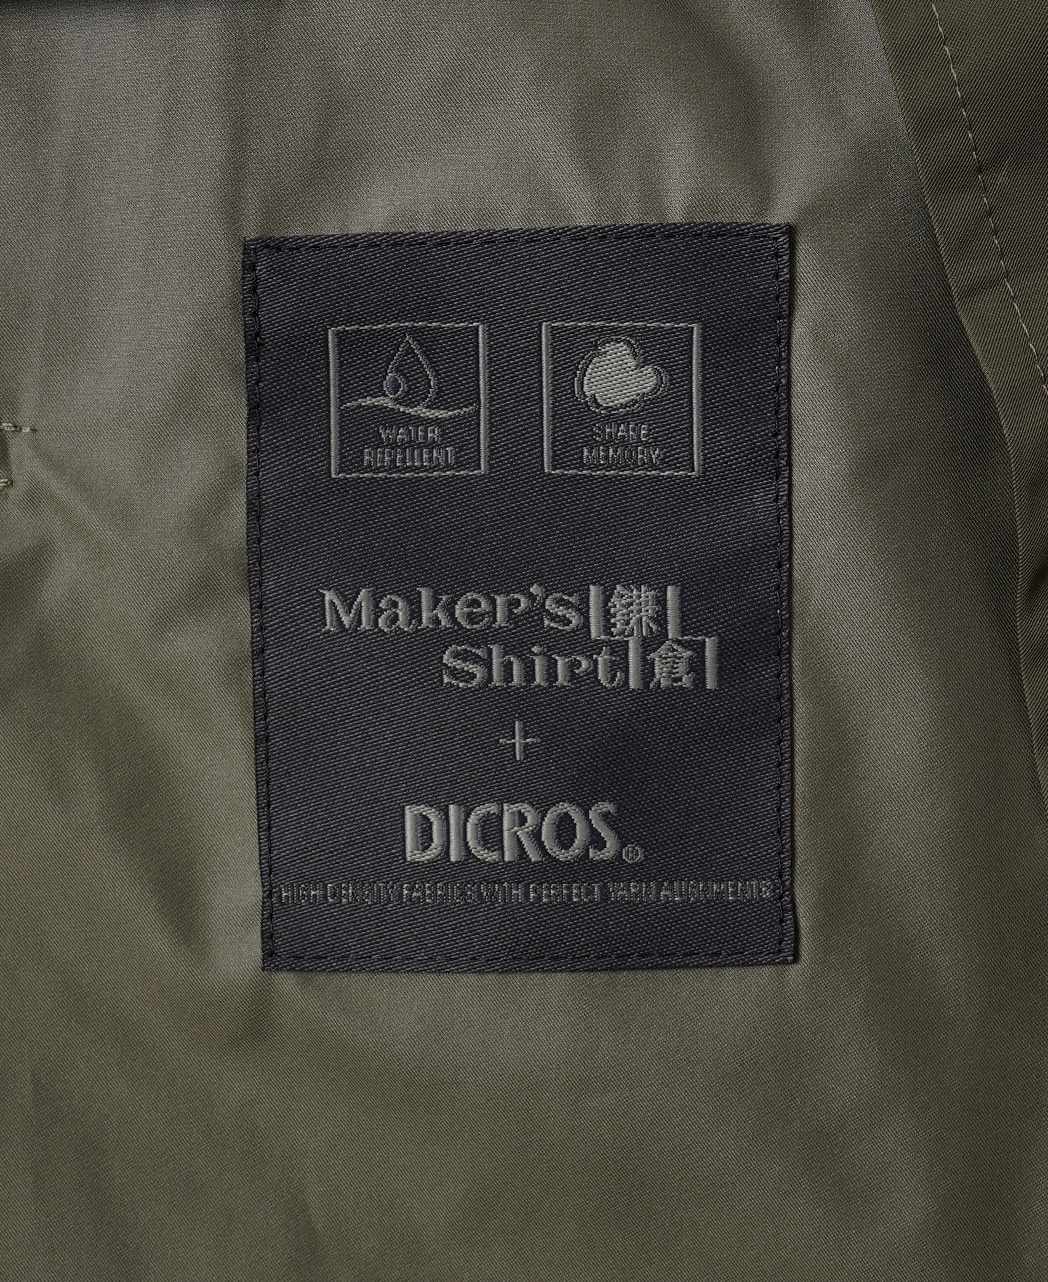 WATER
REPELLENT
SHAPE
MEMORY
Maker's 鎌
Shirt 倉
+
DICROS®
HIGH DENSITY FABRICS WITH PERFECT YARN ALIGNMENTS